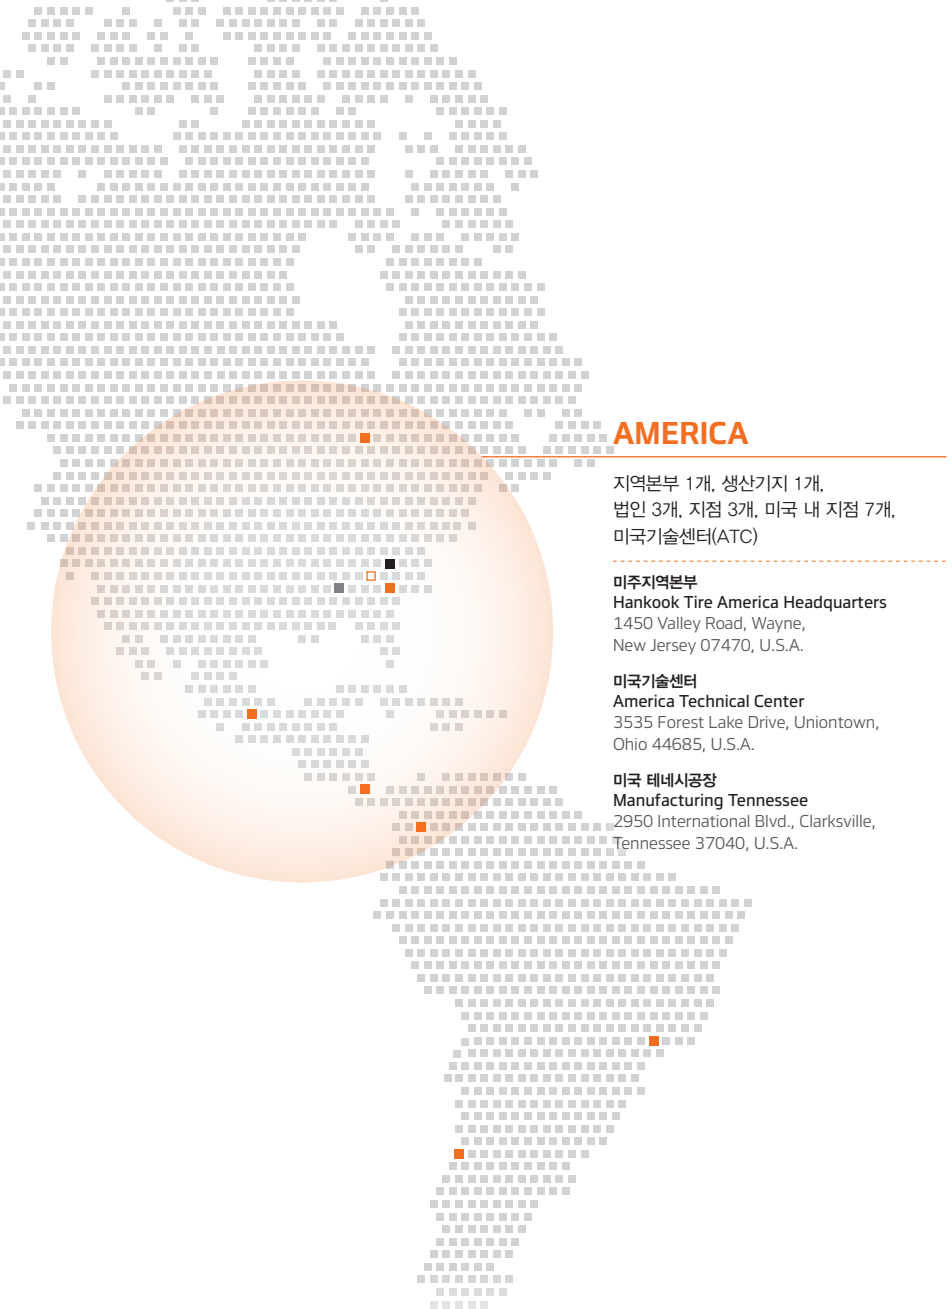 AMERICA
지역본부 1개, 생산기지 1개,
법인 3개, 지점 3개, 미국 내 지점 7개,
미국기술센터(ATC)
미주지역본부
Hankook Tire America Headquarters
1450 Valley Road, Wayne,
New Jersey 07470, U.S.A.
미국기술센터
America Technical Center
3535 Forest Lake Drive, Uniontown,
Ohio 44685, U.S.A.
미국 테네시공장
Manufacturing Tennessee
2950 International Blvd., Clarksville,
Tennessee 37040, U.S.A.